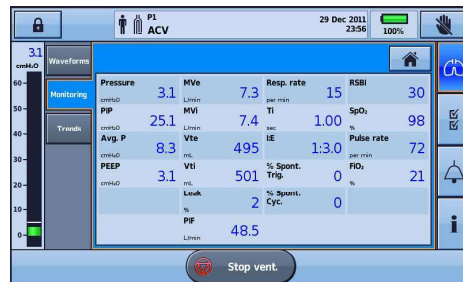 P1
ACV
29 Dec 2011
23:56
100%
3.1
cmH₂O
Waveforms
Monitoring
Trends
60
50
40
30
20
10
0
Pressure cmH₂O 3.1 MVe L/min 7.3 Resp. rate per min 15 RSBI 30
PIP cmH₂O 25.1 MVi L/min 7.4 Ti sec 1.00 SpO₂ % 98
Avg. P cmH₂O 8.3 Vte mL 495 I:E 1:3.0 Pulse rate per min 72
PEEP cmH₂O 3.1 Vti mL 501 % Spont. Trig. 0 FiO₂ % 21
Leak % 2 % Spont. Cyc. 0
PIF L/min 48.5
Stop vent.